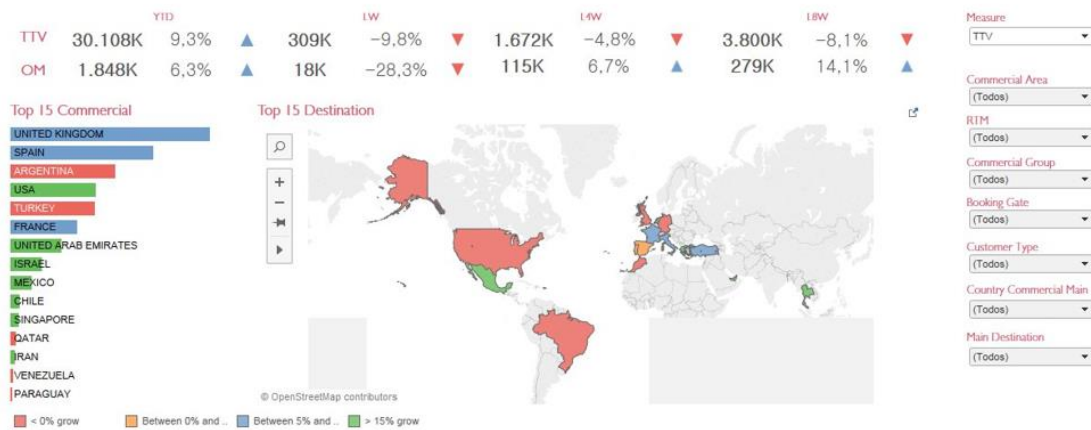 YTD LW L4W L8W
TTV 30.108K 9,3% ▲ 309K -9,8% ▼ 1.672K -4,8% ▼ 3.800K -8,1% ▼
OM 1.848K 6,3% ▲ 18K -28,3% ▼ 115K 6,7% ▲ 279K 14,1% ▲
Measure
TTV
Commercial Area
(Todos)
RTM
(Todos)
Commercial Group
(Todos)
Booking Gate
(Todos)
Customer Type
(Todos)
Country Commercial Main
(Todos)
Main Destination
(Todos)
Top 15 Commercial
UNITED KINGDOM
SPAIN
ARGENTINA
USA
TURKEY
FRANCE
UNITED ARAB EMIRATES
ISRAEL
MEXICO
CHILE
SINGAPORE
QATAR
IRAN
VENEZUELA
PARAGUAY
Top 15 Destination
© OpenStreetMap contributors
< 0% grow Between 0% and .. Between 5% and .. > 15% grow